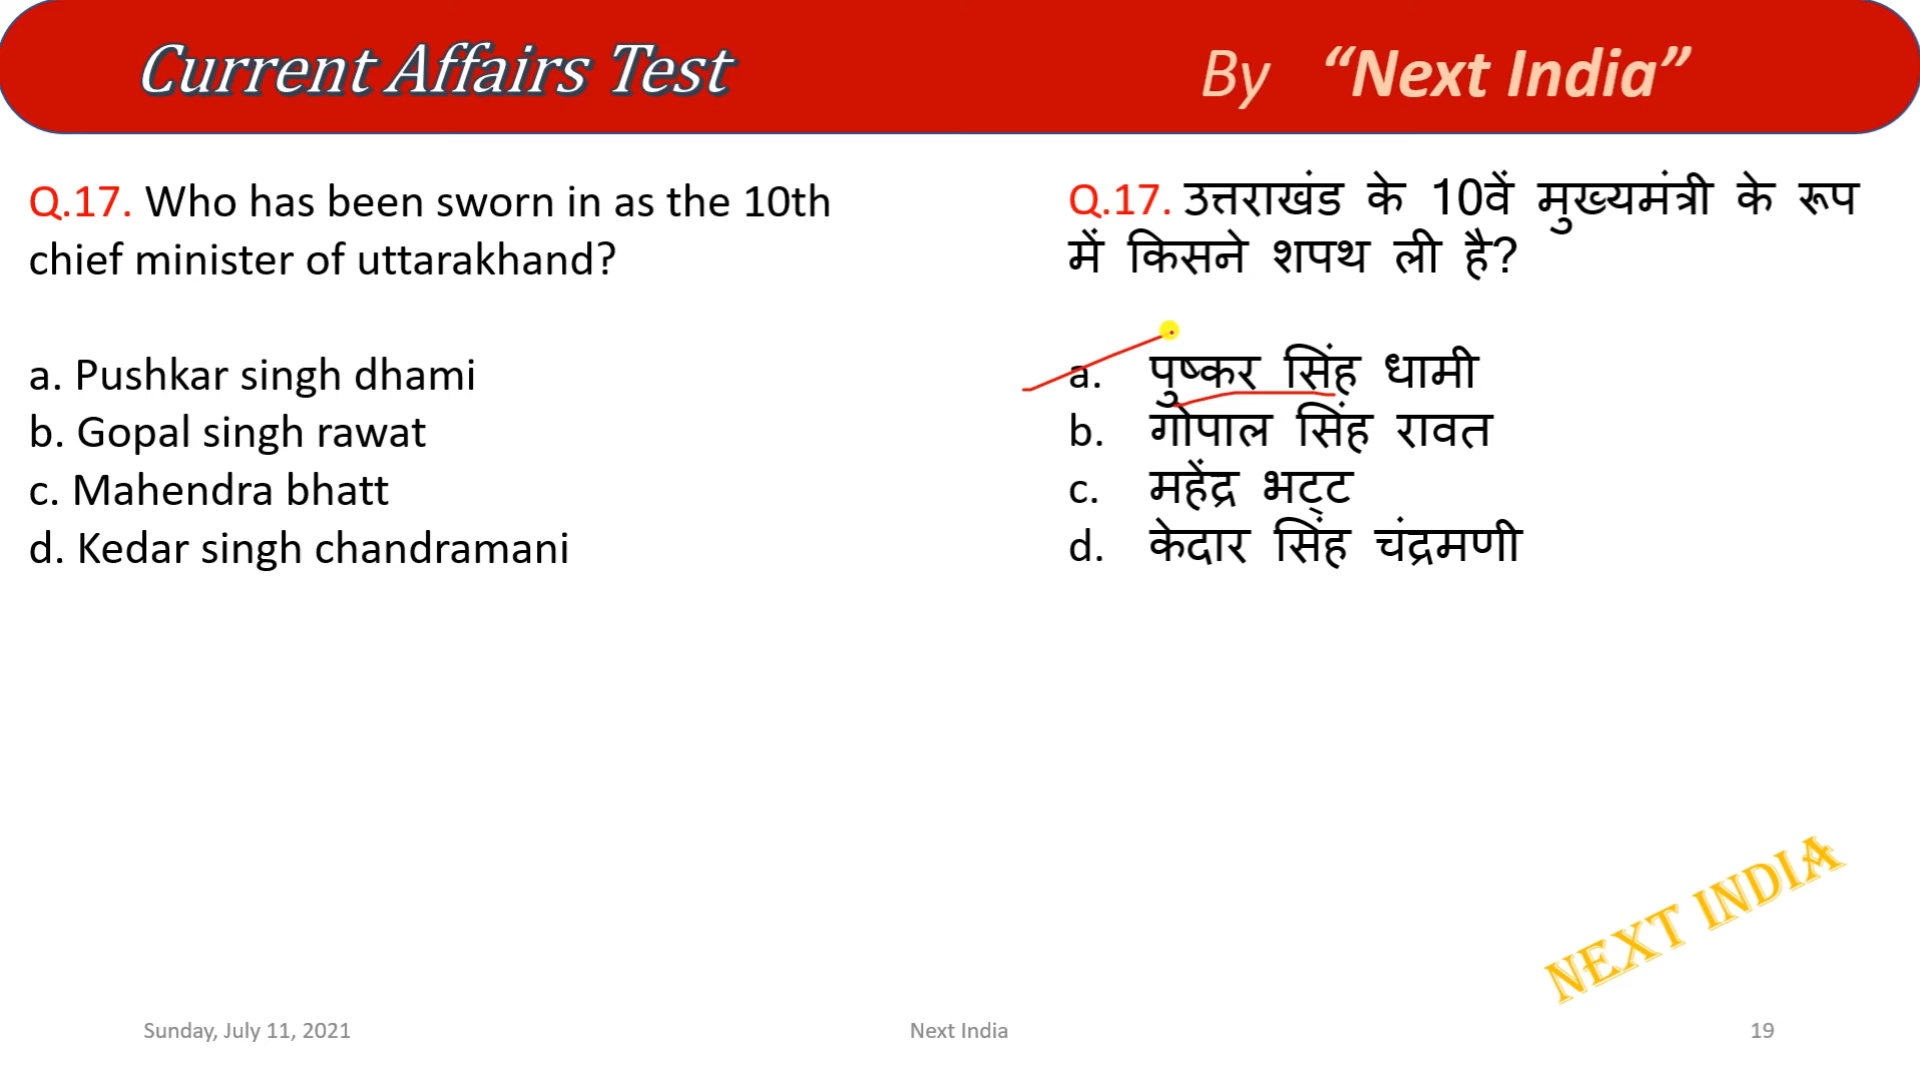 Current Affairs Test
By “Next India”
Q.17. Who has been sworn in as the 10th
chief minister of uttarakhand?
a. Pushkar singh dhami
b. Gopal singh rawat
c. Mahendra bhatt
d. Kedar singh chandramani
Q.17. उत्तराखंड के 10वें मुख्यमंत्री के रूप
में किसने शपथ ली है?
a. पुष्कर सिंह धामी
b. गोपाल सिंह रावत
c. महेंद्र भट्ट
d. केदार सिंह चंद्रमणी
NEXT INDIA
Sunday, July 11, 2021
Next India
19